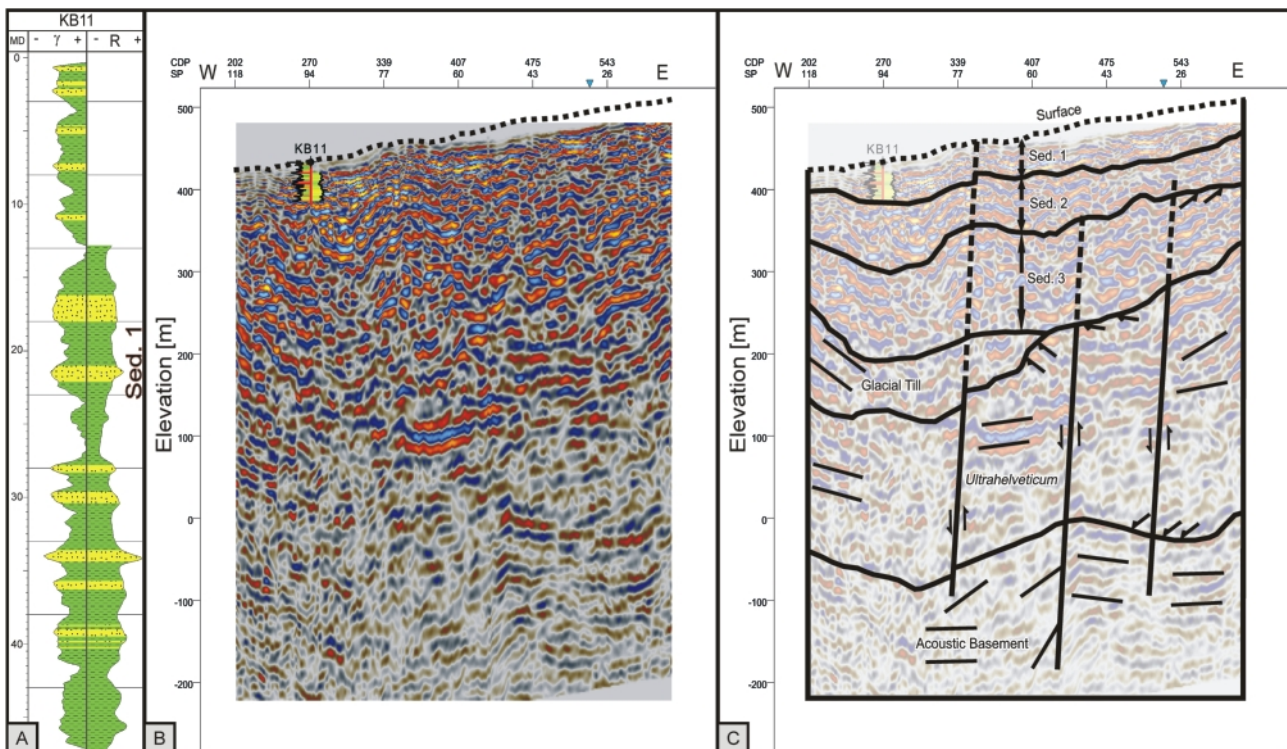 KB11
MD - γ + - R +
0
10
20
30
40
Sed. 1
A
CDP 202 270 339 407 475 543
SP 118 94 77 60 43 26
W E
500
400
300
200
100
0
-100
-200
Elevation [m]
KB11
B
CDP 202 270 339 407 475 543
SP 118 94 77 60 43 26
W E
500
400
300
200
100
0
-100
-200
Elevation [m]
Surface
KB11
Sed. 1
Sed. 2
Sed. 3
Glacial Till
Ultrahelveticum
Acoustic Basement
C